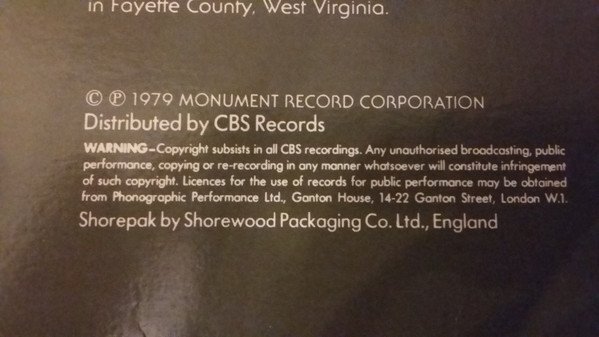 in Fayette County, West Virginia.
© ℗ 1979 MONUMENT RECORD CORPORATION
Distributed by CBS Records
WARNING–Copyright subsists in all CBS recordings. Any unauthorised broadcasting, public
performance, copying or re-recording in any manner whatsoever will constitute infringement
of such copyright. Licences for the use of records for public performance may be obtained
from Phonographic Performance Ltd., Ganton House, 14-22 Ganton Street, London W.1.
Shorepak by Shorewood Packaging Co. Ltd., England